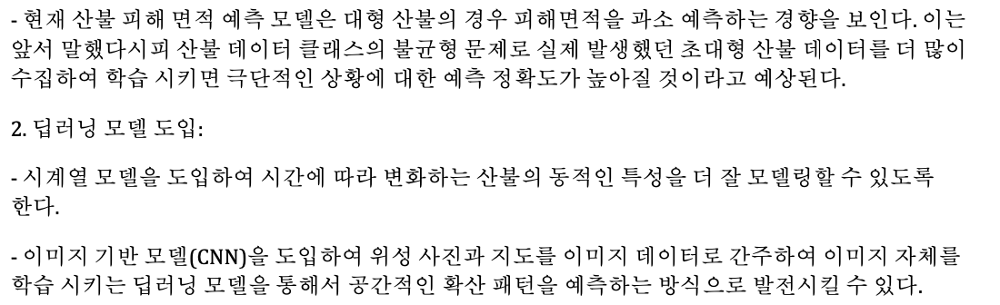 - 현재 산불 피해 면적 예측 모델은 대형 산불의 경우 피해면적을 과소 예측하는 경향을 보인다. 이는
앞서 말했다시피 산불 데이터 클래스의 불균형 문제로 실제 발생했던 초대형 산불 데이터를 더 많이
수집하여 학습 시키면 극단적인 상황에 대한 예측 정확도가 높아질 것이라고 예상된다.
2. 딥러닝 모델 도입:
- 시계열 모델을 도입하여 시간에 따라 변화하는 산불의 동적인 특성을 더 잘 모델링할 수 있도록
한다.
- 이미지 기반 모델(CNN)을 도입하여 위성 사진과 지도를 이미지 데이터로 간주하여 이미지 자체를
학습 시키는 딥러닝 모델을 통해서 공간적인 확산 패턴을 예측하는 방식으로 발전시킬 수 있다.